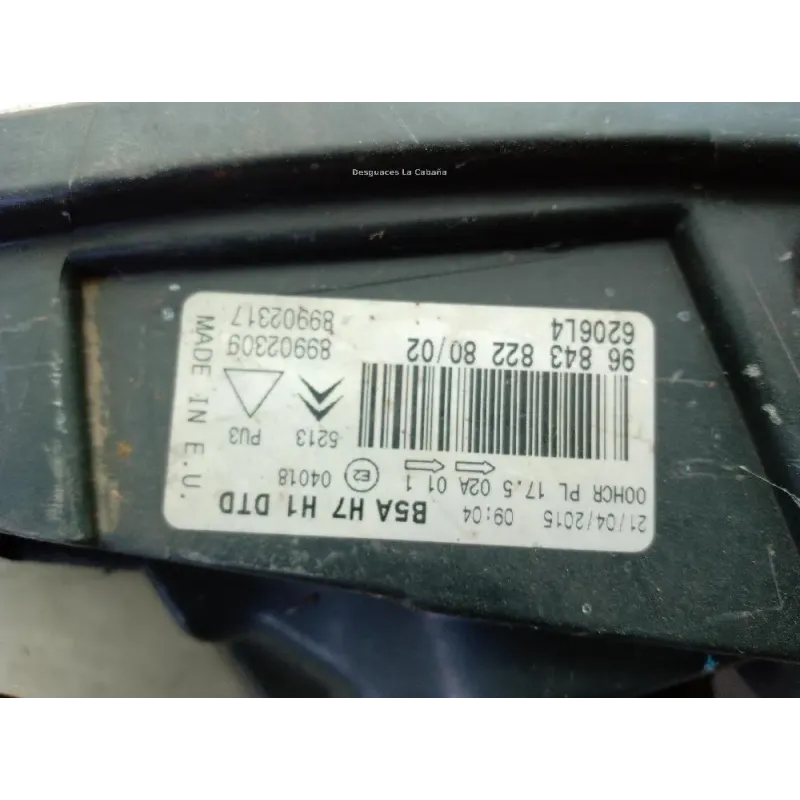 Desguaces La Cabaña
21/04/2015 09:04 B5A H7 H1 DTD
00HCR PL 17.5 02A 01 1 E2 04018
5213 PU3
96 843 822 80/02 89902309
6206L4 89902317
MADE IN E.U.